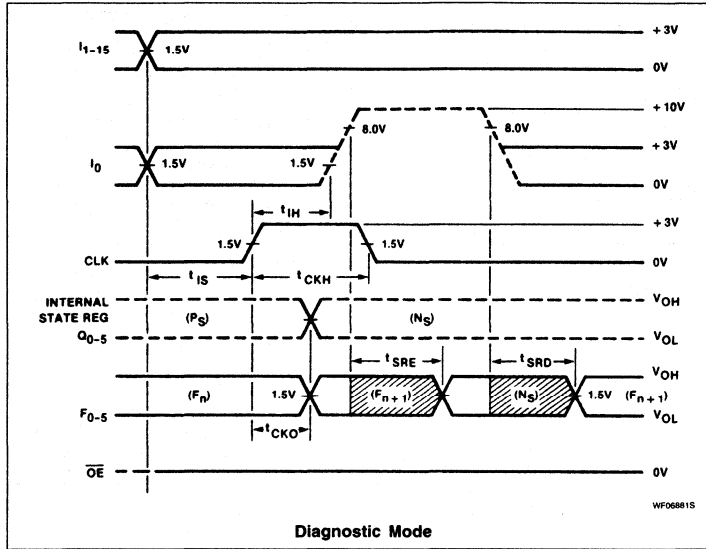 I1-15
1.5V
+3V
0V
+10V
8.0V
8.0V
I0
1.5V
1.5V
+3V
0V
tIH
+3V
CLK
1.5V
1.5V
0V
tIS
tCKH
INTERNAL
STATE REG
Q0-5
(PS)
(NS)
VOH
VOL
tSRE
tSRD
VOH
F0-5
(Fn)
1.5V
(Fn + 1)
(NS)
1.5V
(Fn + 1)
VOL
tCKO
OE
0V
WF06881S
Diagnostic Mode